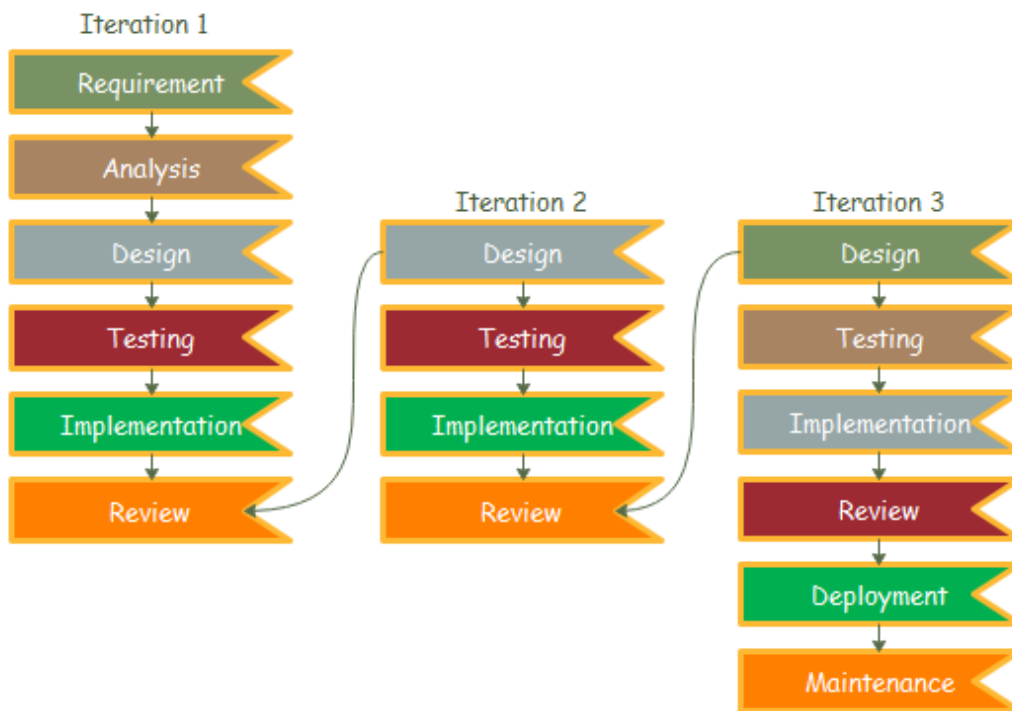 Iteration 1
Requirement
Analysis
Design
Testing
Implementation
Review
Iteration 2
Design
Testing
Implementation
Review
Iteration 3
Design
Testing
Implementation
Review
Deployment
Maintenance